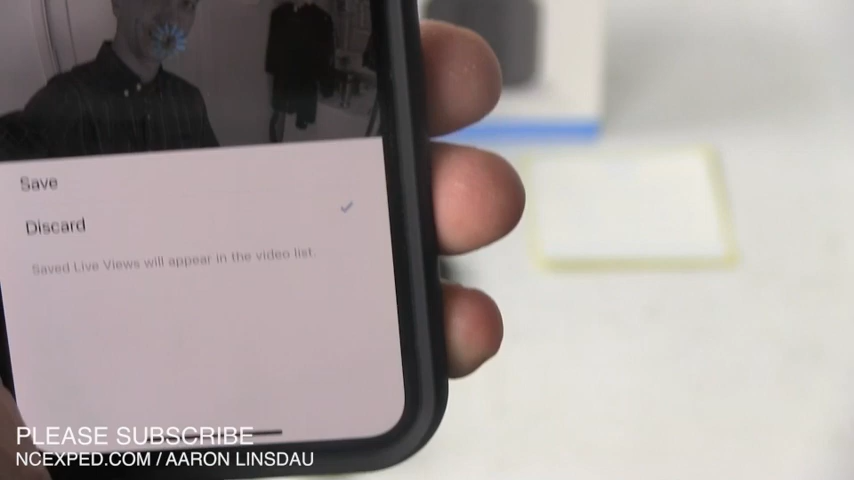 Save
Discard
Saved Live Views will appear in the video list.
PLEASE SUBSCRIBE
NCEXPED.COM / AARON LINSDAU